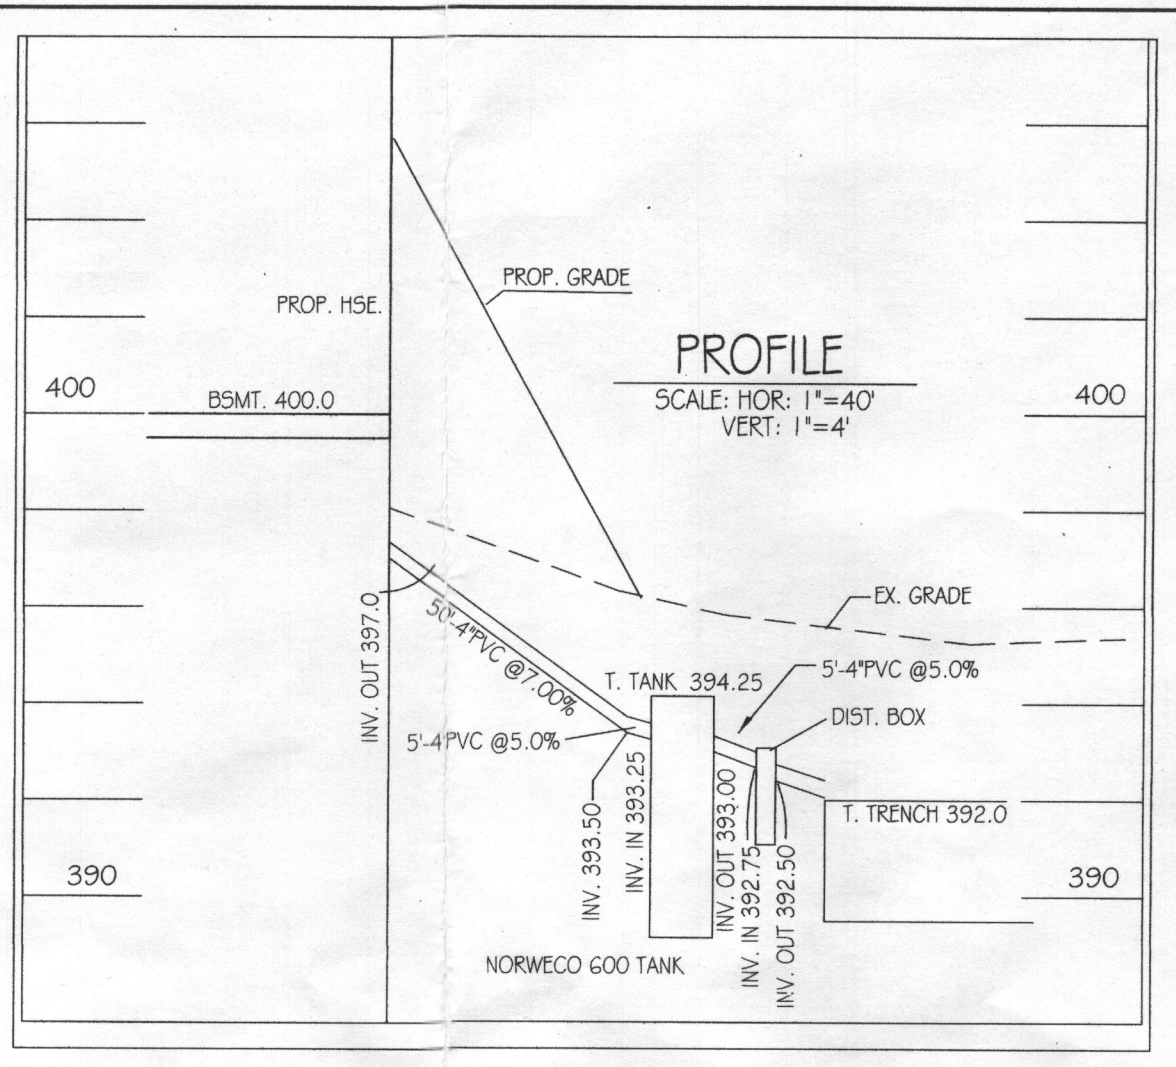 PROP. GRADE
PROP. HSE.
PROFILE
SCALE: HOR: 1"=40'
VERT: 1"=4'
400
BSMT. 400.0
400
EX. GRADE
INV. OUT 397.0
50'-4"PVC @7.00%
T. TANK 394.25
5'-4"PVC @5.0%
DIST. BOX
5'-4"PVC @5.0%
INV. 393.50
INV. IN 393.25
INV. OUT 393.00
INV. IN 392.75
INV. OUT 392.50
T. TRENCH 392.0
390
390
NORWECO 600 TANK